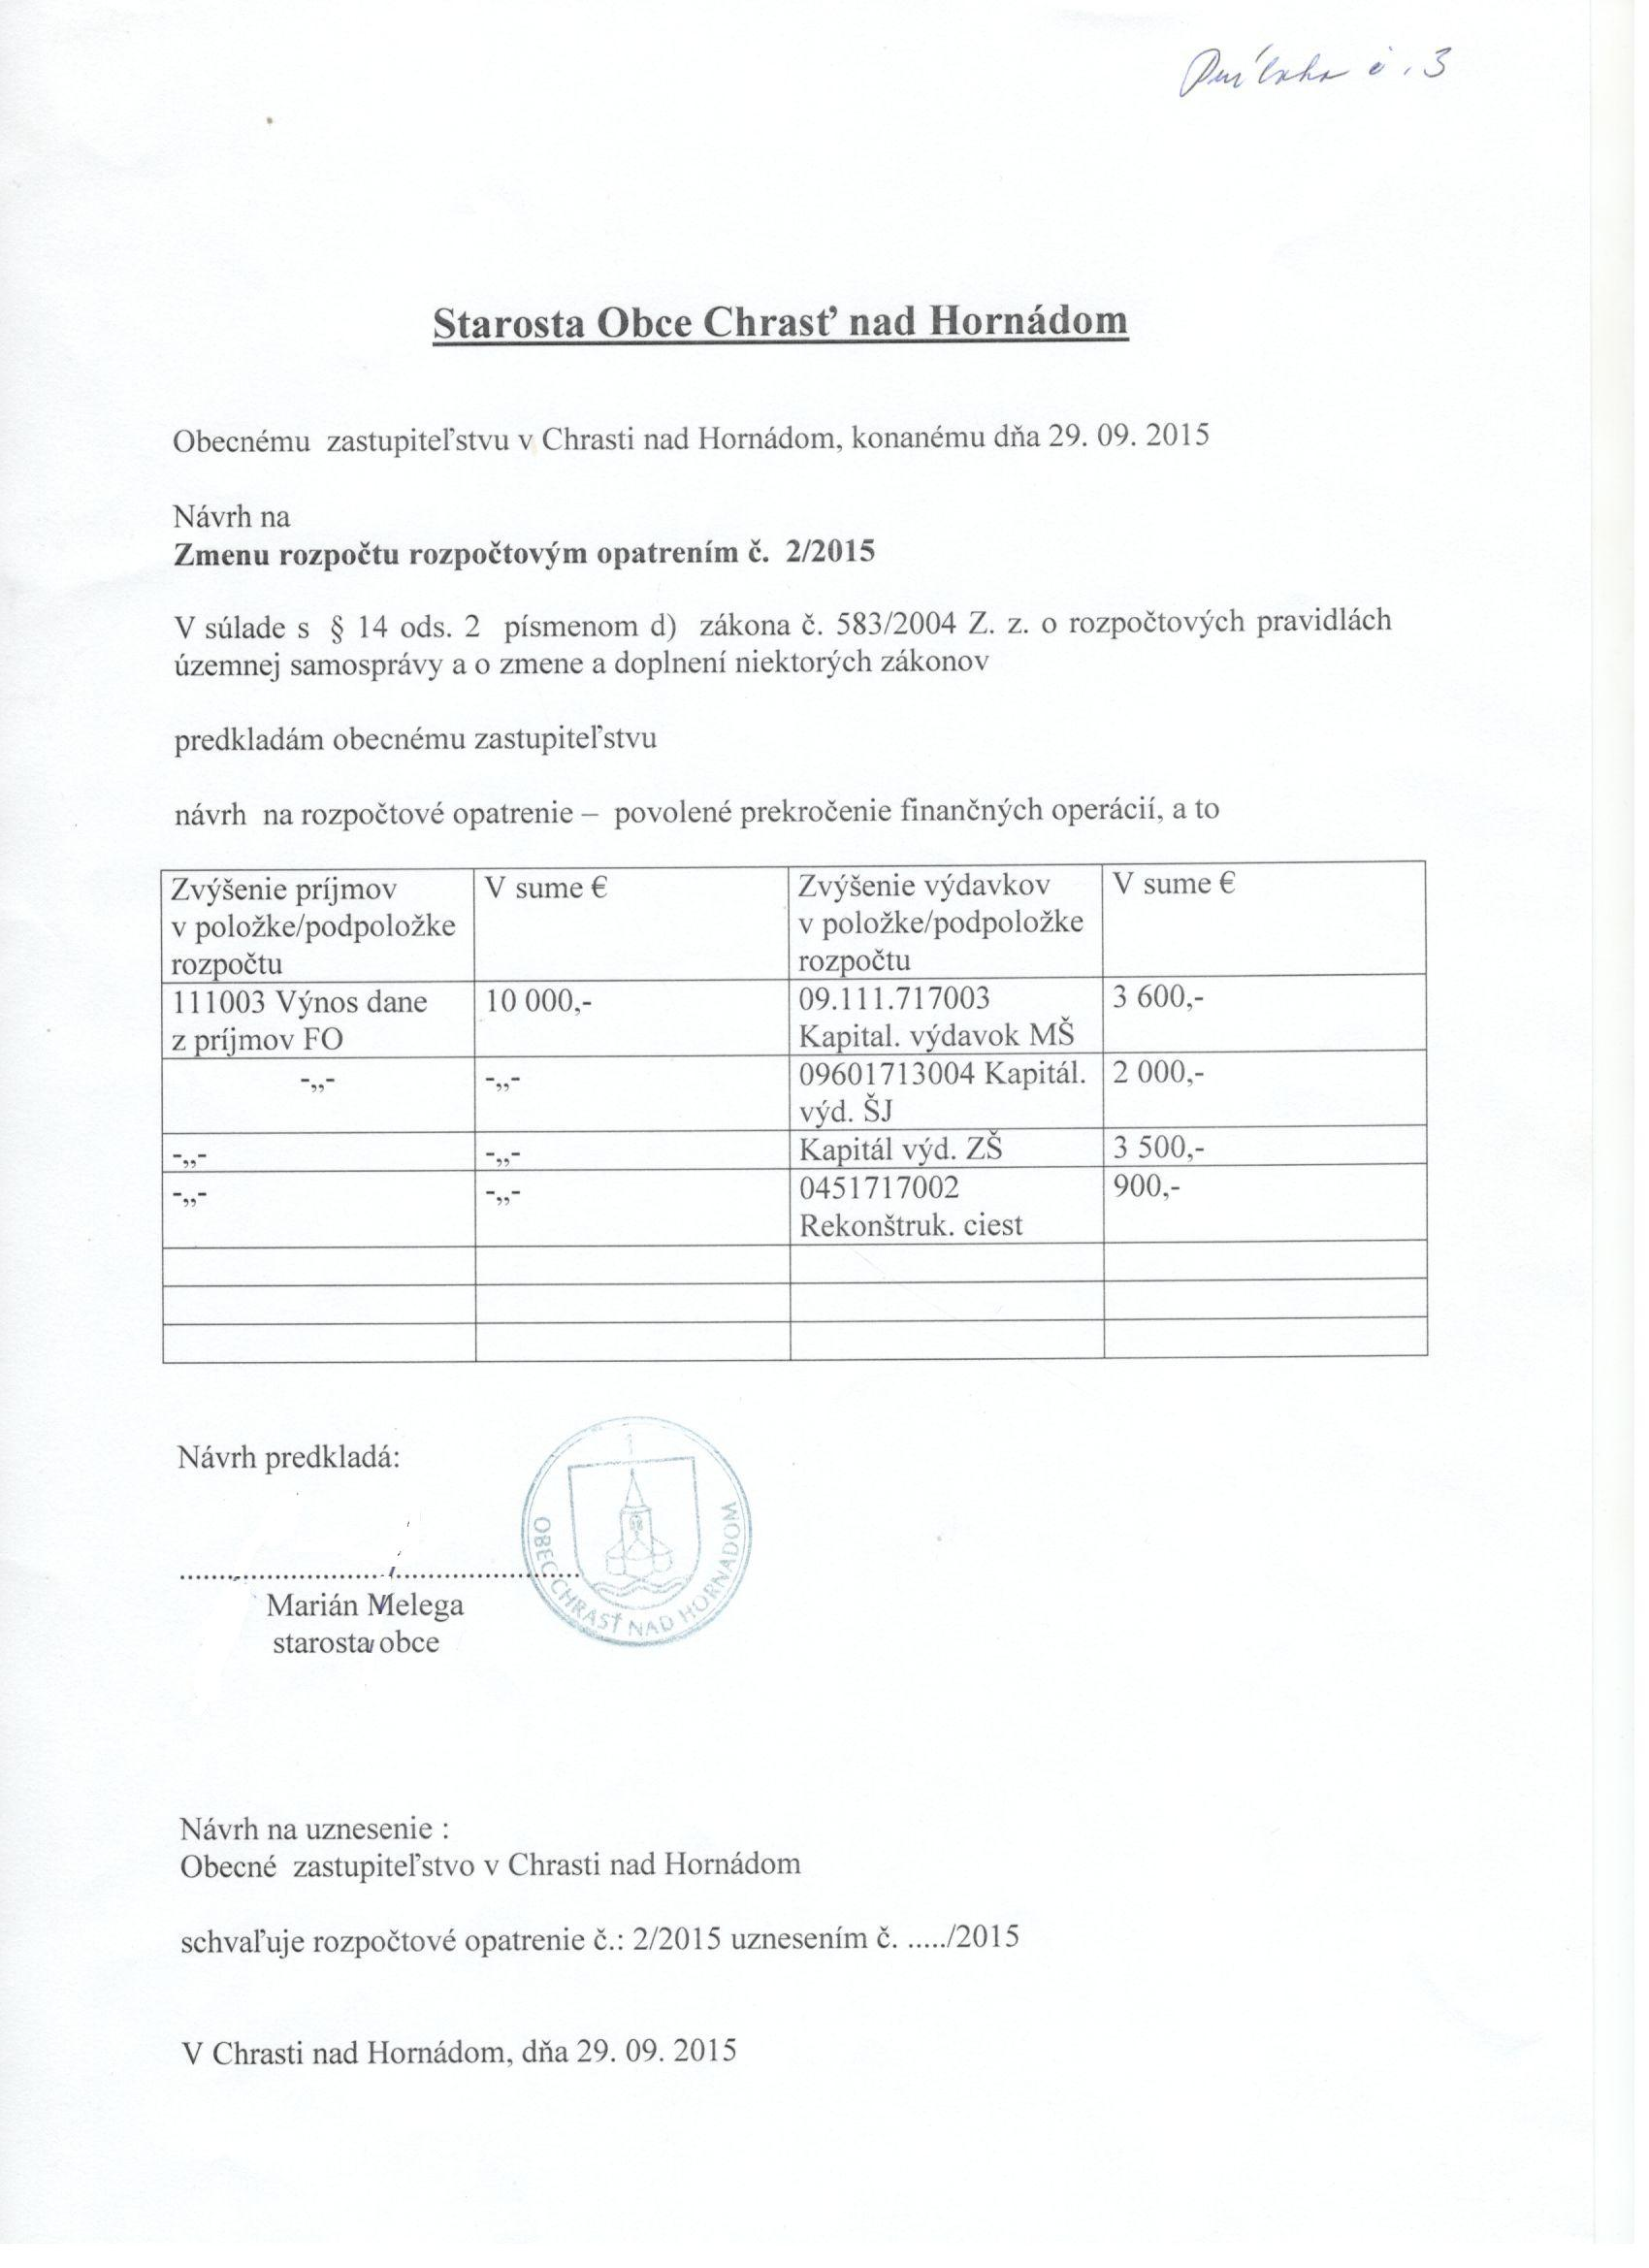 Príloha č. 3
Starosta Obce Chrasť nad Hornádom
Obecnému zastupiteľstvu v Chrasti nad Hornádom, konanému dňa 29. 09. 2015
Návrh na
Zmenu rozpočtu rozpočtovým opatrením č. 2/2015
V súlade s § 14 ods. 2 písmenom d) zákona č. 583/2004 Z. z. o rozpočtových pravidlách
územnej samosprávy a o zmene a doplnení niektorých zákonov
predkladám obecnému zastupiteľstvu
návrh na rozpočtové opatrenie – povolené prekročenie finančných operácií, a to
Zvýšenie príjmov
v položke/podpoložke
rozpočtu
V sume €
Zvýšenie výdavkov
v položke/podpoložke
rozpočtu
V sume €
111003 Výnos dane
z príjmov FO
10 000,-
09.111.717003
Kapital. výdavok MŠ
3 600,-
-„-
-„-
09601713004 Kapitál.
výd. ŠJ
2 000,-
-„-
-„-
Kapitál výd. ZŠ
3 500,-
-„-
-„-
0451717002
Rekonštruk. ciest
900,-
Návrh predkladá:
1
OBEC CHRASŤ NAD HORNÁDOM
Marián Melega
starosta obce
Návrh na uznesenie :
Obecné zastupiteľstvo v Chrasti nad Hornádom
schvaľuje rozpočtové opatrenie č.: 2/2015 uznesením č. ...../2015
V Chrasti nad Hornádom, dňa 29. 09. 2015